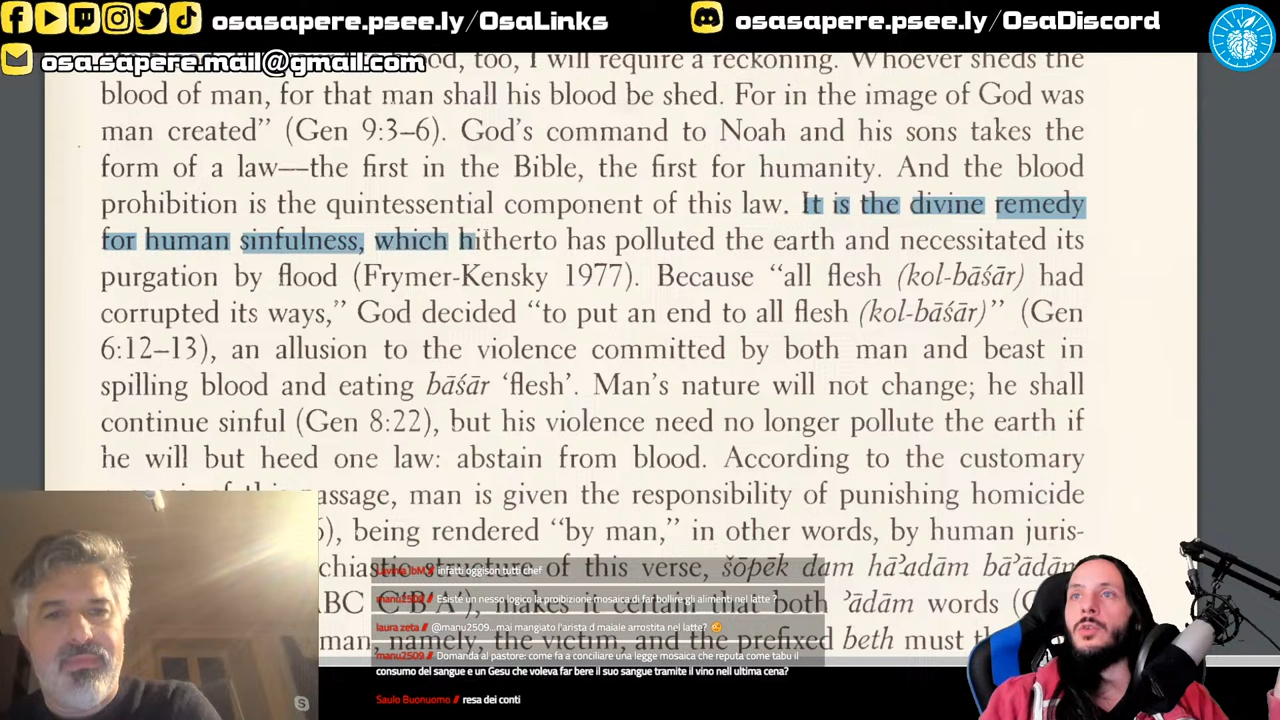 osasapere.psee.ly/OsaLinks
osasapere.psee.ly/OsaDiscord
osa.sapere.mail@gmail.com
od, too, I will require a reckoning. Whoever sheds the
blood of man, for that man shall his blood be shed. For in the image of God was
man created” (Gen 9:3–6). God’s command to Noah and his sons takes the
form of a law—the first in the Bible, the first for humanity. And the blood
prohibition is the quintessential component of this law. It is the divine remedy
for human sinfulness, which hitherto has polluted the earth and necessitated its
purgation by flood (Frymer-Kensky 1977). Because “all flesh (kol-bāśār) had
corrupted its ways,” God decided “to put an end to all flesh (kol-bāśār)” (Gen
6:12–13), an allusion to the violence committed by both man and beast in
spilling blood and eating bāśār ‘flesh’. Man’s nature will not change; he shall
continue sinful (Gen 8:22), but his violence need no longer pollute the earth if
he will but heed one law: abstain from blood. According to the customary
of this passage, man is given the responsibility of punishing homicide
6), being rendered “by man,” in other words, by human juris-
chiastic structure of this verse, šōpēk dam hāʾādām bāʾādām
ABC C'B'A'), makes it certain that both ʾādām words
man, namely, the victim, and the prefixed beth must
infatti oggison tutti chef
manu2509 // Esiste un nesso logico la proibizione mosaica di far bollire gli alimenti nel latte ?
laura zeta // @manu2509...mai mangiato l'arista d maiale arrostita nel latte?
manu2509 // Domanda al pastore: come fa a conciliare una legge mosaica che reputa come tabu il
consumo del sangue e un Gesu che voleva far bere il suo sangue tramite il vino nell ultima cena?
Saulo Buonuomo // resa dei conti